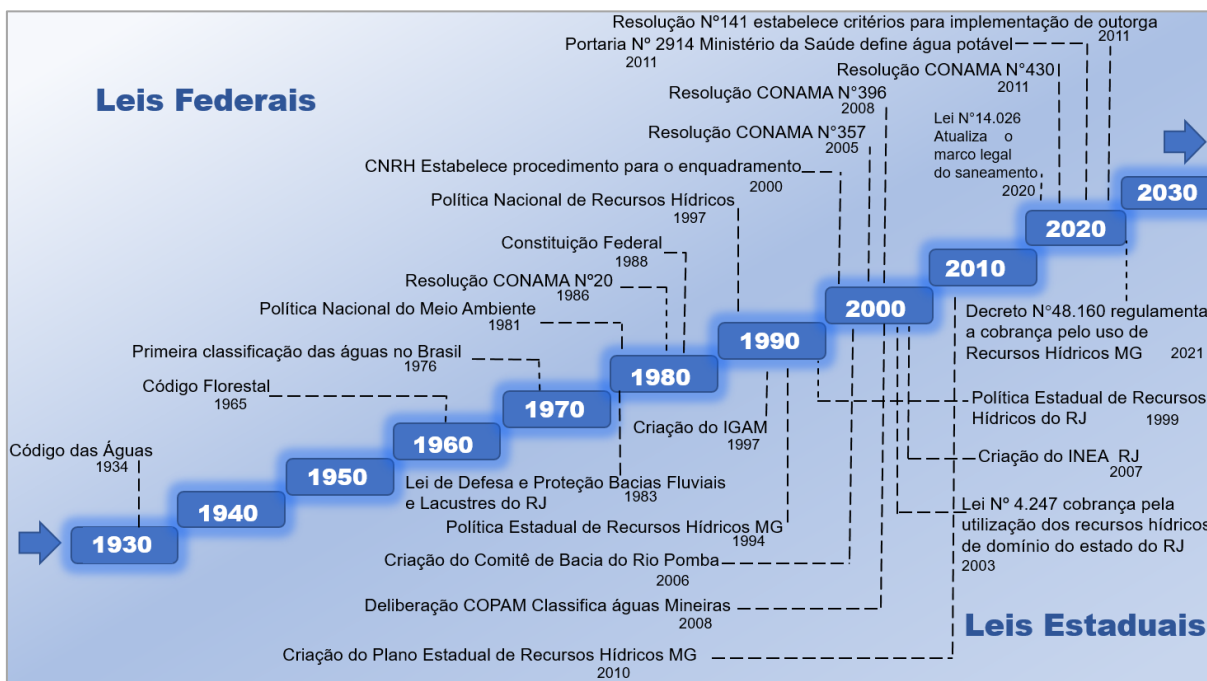 Resolução Nº141 estabelece critérios para implementação de outorga
2011
Portaria Nº 2914 Ministério da Saúde define água potável
2011
Resolução CONAMA N°430
2011
Leis Federais
Resolução CONAMA N°396
2008
Lei N°14.026
Atualiza o
marco legal
do saneamento
2020
Resolução CONAMA N°357
2005
CNRH Estabelece procedimento para o enquadramento
2000
Política Nacional de Recursos Hídricos
1997
Constituição Federal
1988
Resolução CONAMA Nº20
1986
Política Nacional do Meio Ambiente
1981
Primeira classificação das águas no Brasil
1976
Código Florestal
1965
Código das Águas
1934
1930
1940
1950
1960
1970
1980
1990
2000
2010
2020
2030
Decreto N°48.160 regulamenta
a cobrança pelo uso de
Recursos Hídricos MG
2021
Política Estadual de Recursos
Hídricos do RJ
1999
Criação do IGAM
1997
Criação do INEA RJ
2007
Lei de Defesa e Proteção Bacias Fluviais
e Lacustres do RJ
1983
Lei Nº 4.247 cobrança pela
utilização dos recursos hídricos
de domínio do estado do RJ
2003
Política Estadual de Recursos Hídricos MG
1994
Criação do Comitê de Bacia do Rio Pomba
2006
Deliberação COPAM Classifica águas Mineiras
2008
Leis Estaduais
Criação do Plano Estadual de Recursos Hídricos MG
2010